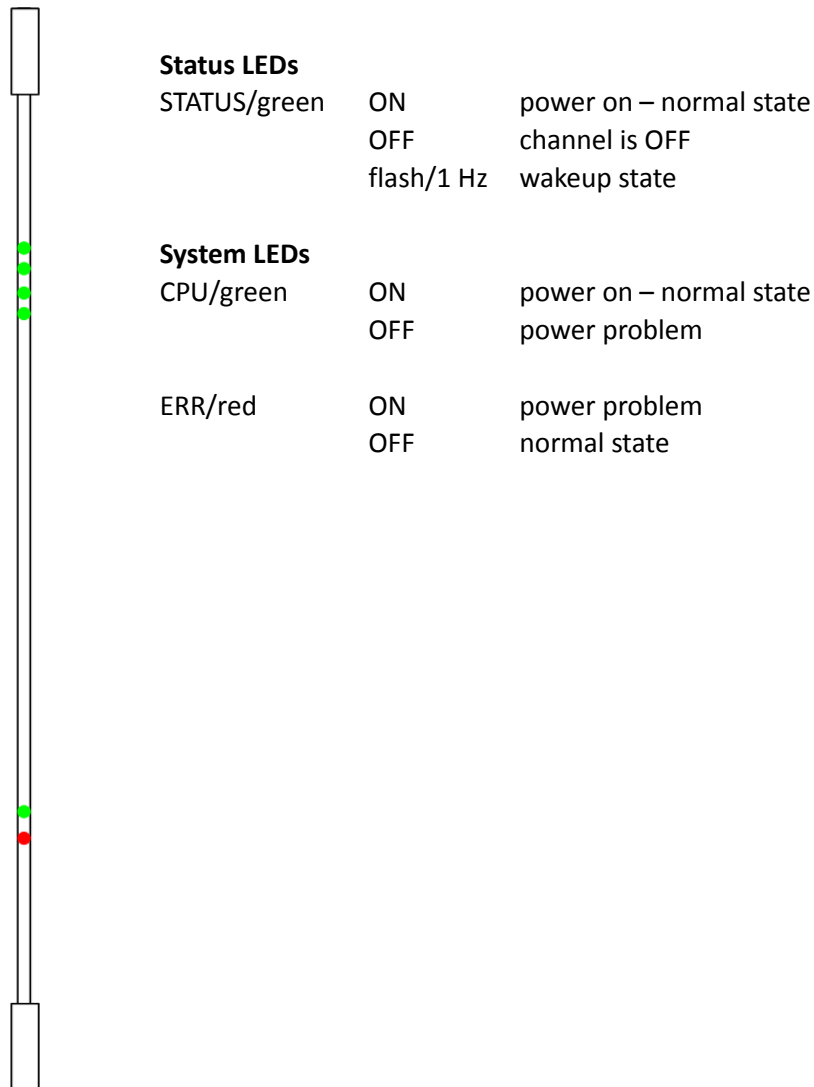 Status LEDs
STATUS/green ON power on – normal state
OFF channel is OFF
flash/1 Hz wakeup state
System LEDs
CPU/green ON power on – normal state
OFF power problem
ERR/red ON power problem
OFF normal state